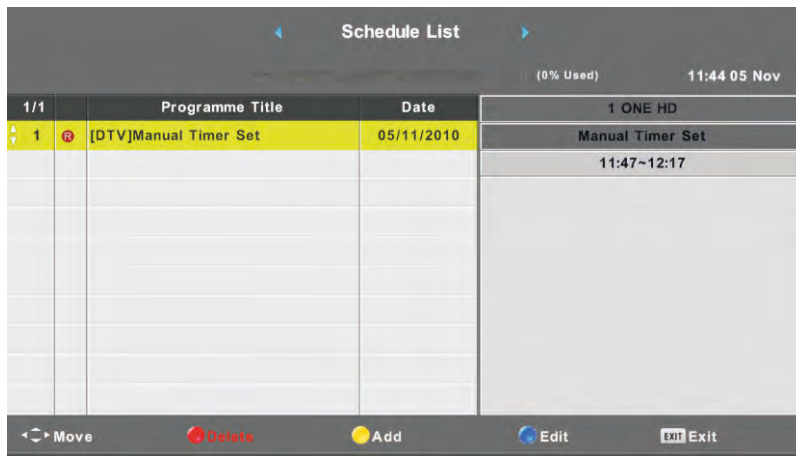 Schedule List
(0% Used) 11:44 05 Nov
1/1 Programme Title Date 1 ONE HD
1 R [DTV]Manual Timer Set 05/11/2010 Manual Timer Set
11:47~12:17
Move Delete Add Edit EXIT Exit